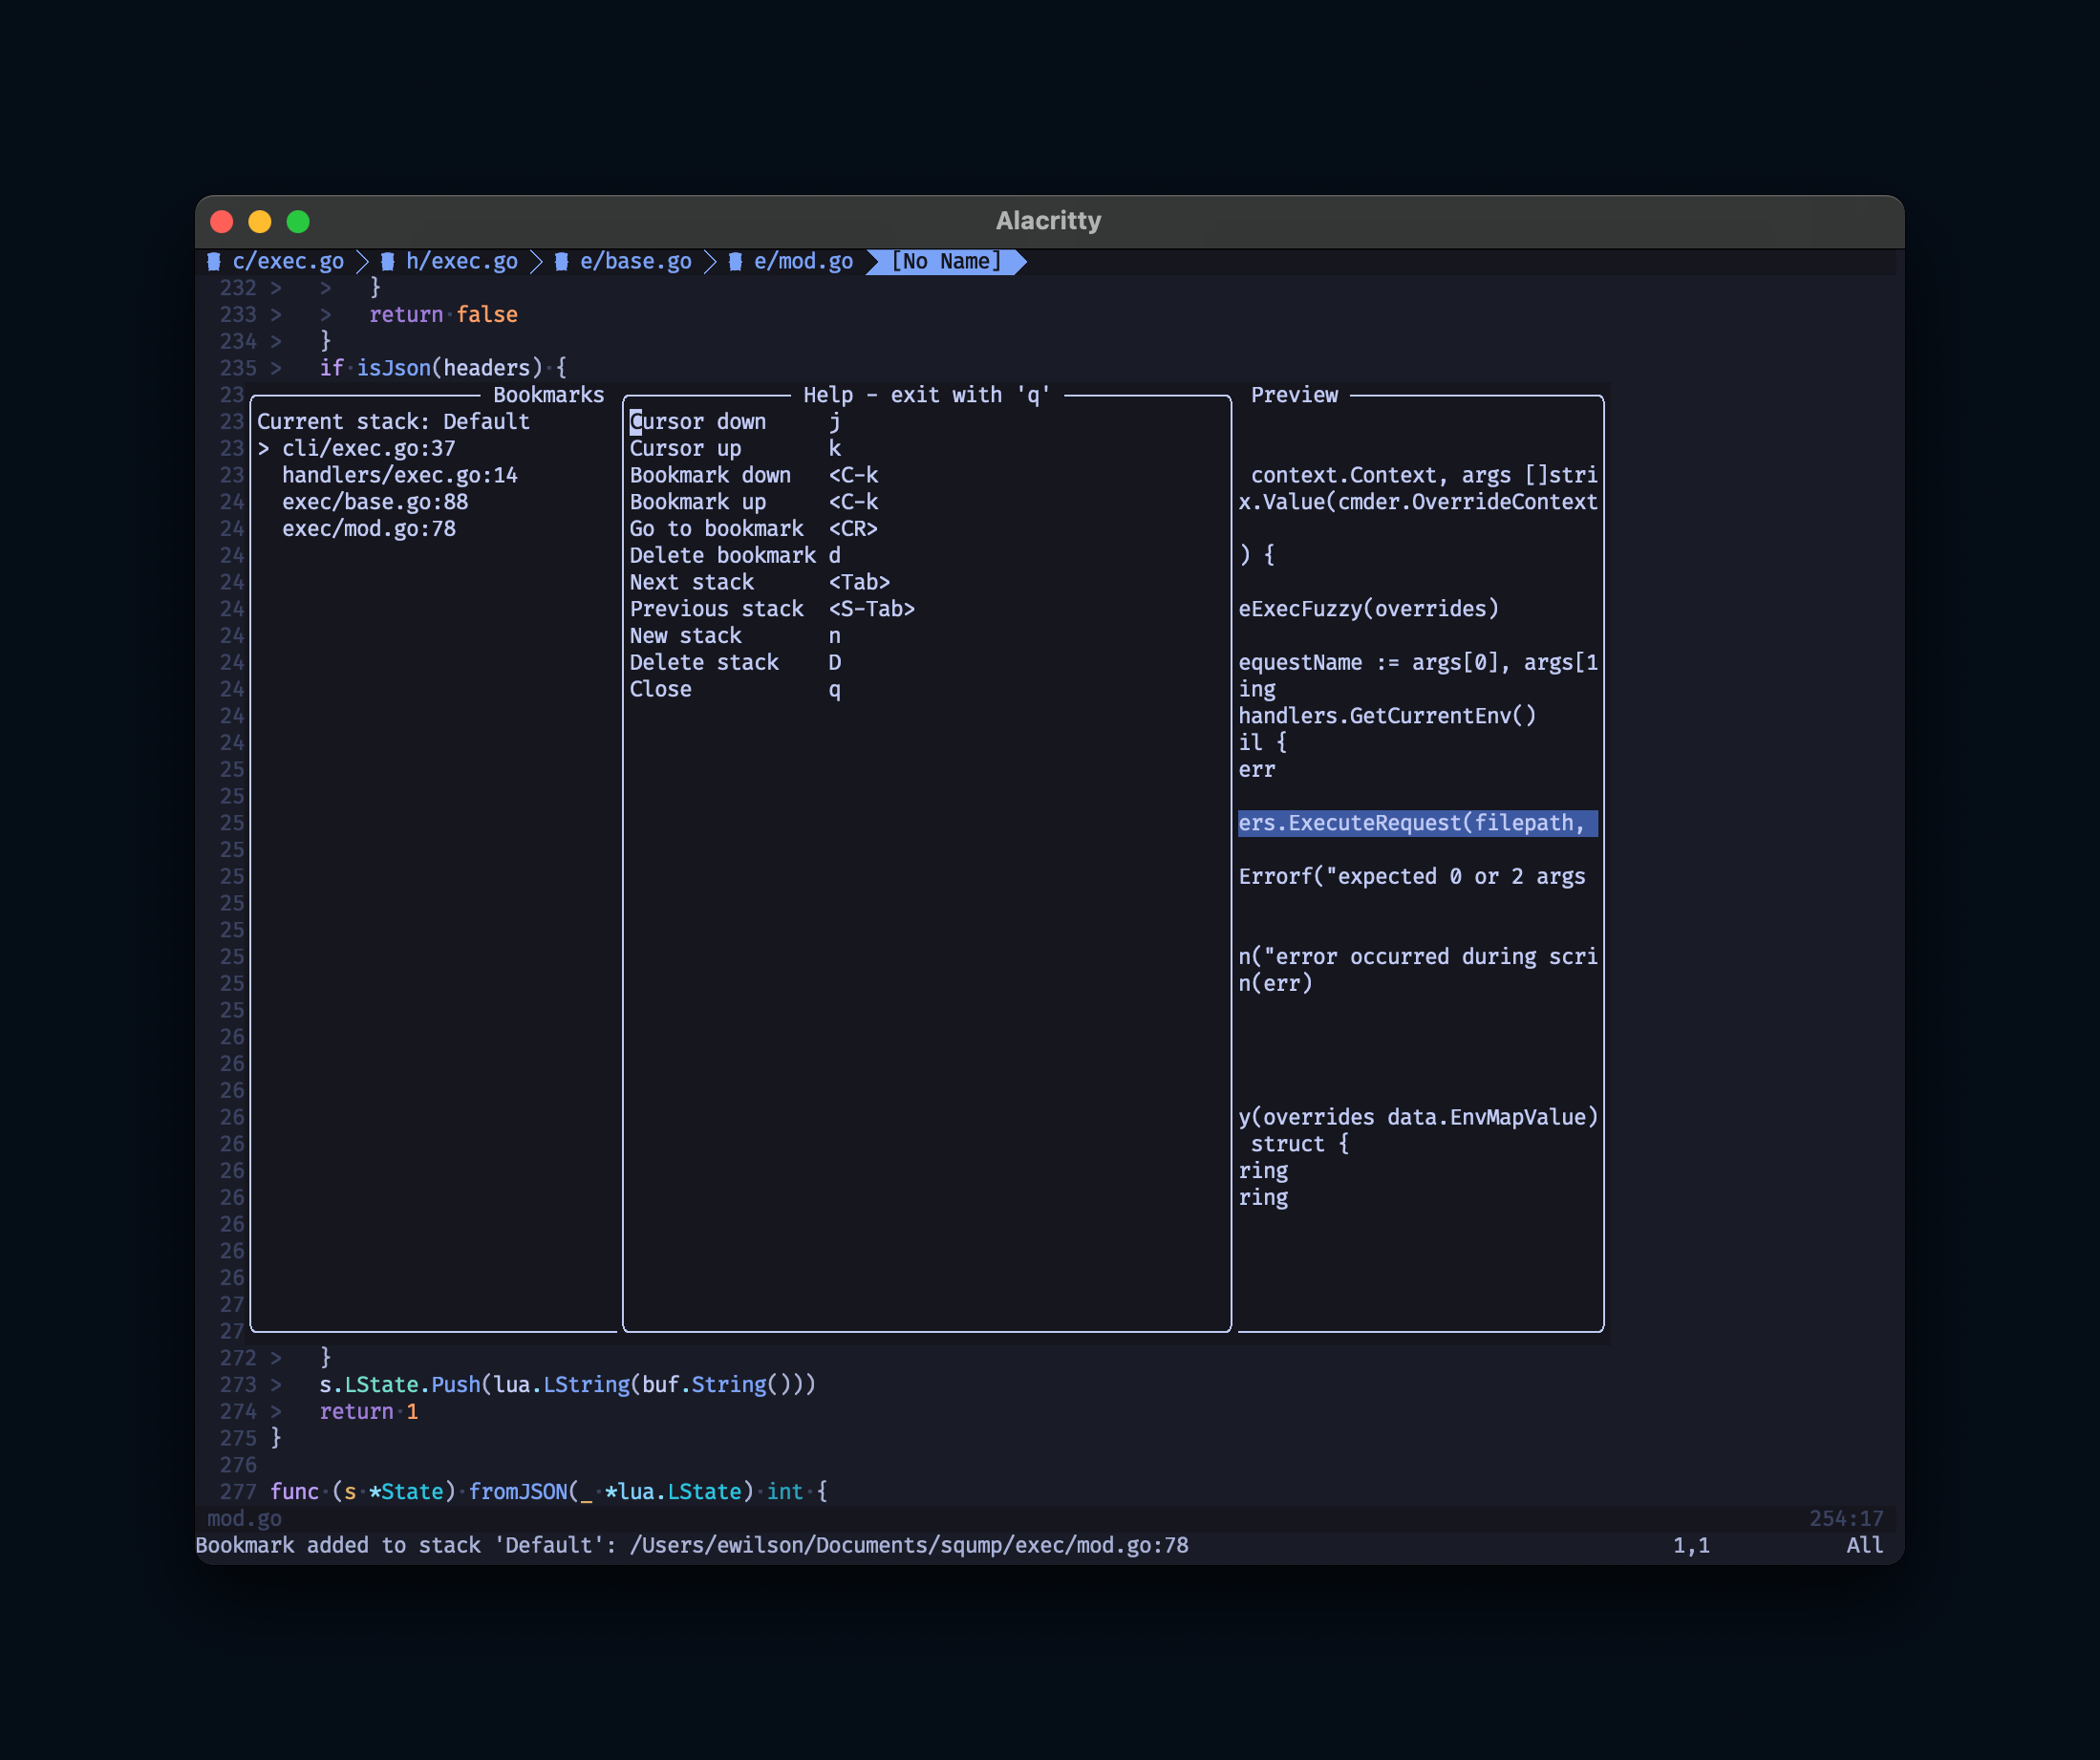 Alacritty
c/exec.go h/exec.go e/base.go e/mod.go [No Name]
232 > > }
233 > > return·false
234 > }
235 > if·isJson(headers)·{
23 Bookmarks
23 Current stack: Default
23 > cli/exec.go:37
23 handlers/exec.go:14
24 exec/base.go:88
24 exec/mod.go:78
24
24
24
24
24
24
24
24
25
25
25
25
25
25
25
25
25
25
26
26
26
26
26
26
26
26
26
26
27
27
Help - exit with 'q'
Cursor down j
Cursor up k
Bookmark down <C-k
Bookmark up <C-k
Go to bookmark <CR>
Delete bookmark d
Next stack <Tab>
Previous stack <S-Tab>
New stack n
Delete stack D
Close q
Preview
context.Context, args []stri
x.Value(cmder.OverrideContext
) {
eExecFuzzy(overrides)
equestName := args[0], args[1
ing
handlers.GetCurrentEnv()
il {
err
ers.ExecuteRequest(filepath,
Errorf("expected 0 or 2 args
n("error occurred during scri
n(err)
y(overrides data.EnvMapValue)
struct {
ring
ring
272 > }
273 > s.LState.Push(lua.LString(buf.String()))
274 > return·1
275 }
276
277 func·(s·*State)·fromJSON(_·*lua.LState)·int·{
mod.go 254:17
Bookmark added to stack 'Default': /Users/ewilson/Documents/sqump/exec/mod.go:78 1,1 All